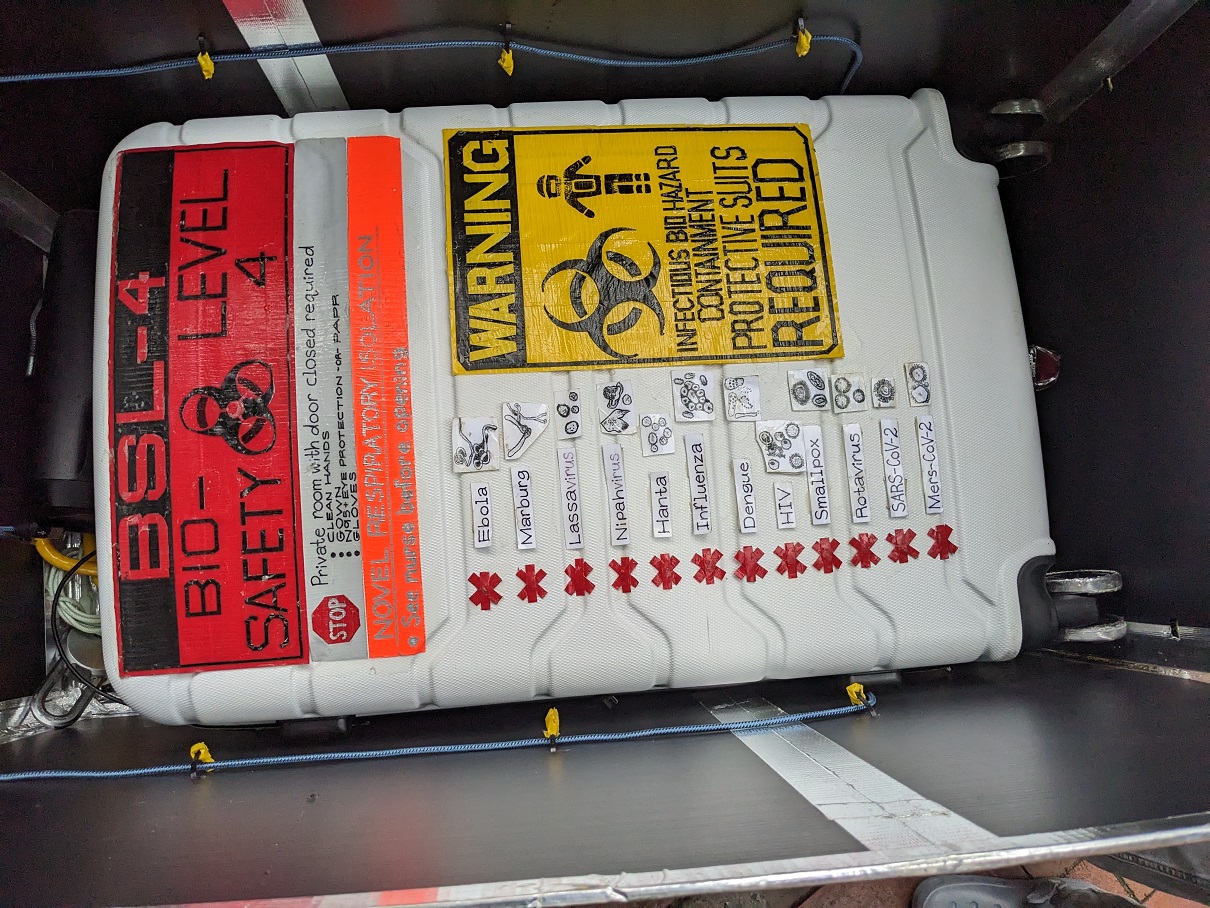 BSL-4
BIO- LEVEL
SAFETY 4
STOP
Private room with door closed required
• CLEAN HANDS
• GOWN
• N95+EYE PROTECTION -OR- PAPR
• GLOVES
NOVEL RESPIRATORY ISOLATION
• See nurse before opening
WARNING
INFECTIOUS BIO HAZARD
CONTAINMENT
PROTECTIVE SUITS
REQUIRED
Ebola
Marburg
Lassavirus
Nipahvirus
Hanta
Influenza
Dengue
HIV
Smallpox
Rotavirus
SARS-CoV-2
Mers-CoV-2